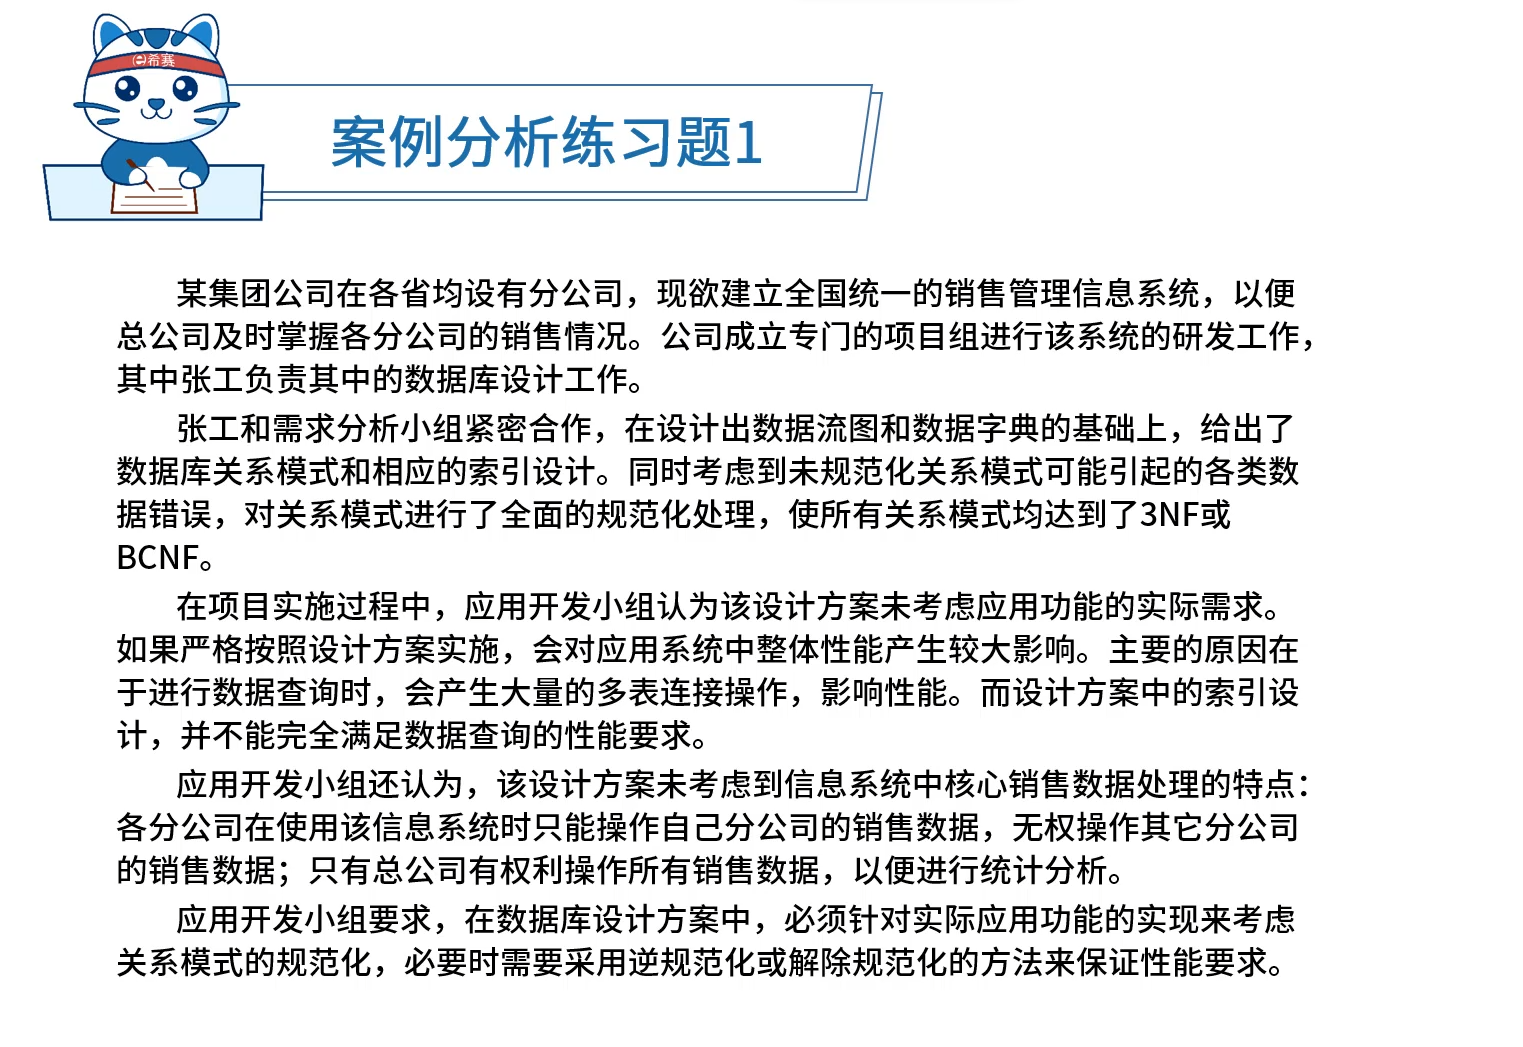 希赛
案例分析练习题1
某集团公司在各省均设有分公司，现欲建立全国统一的销售管理信息系统，以便
总公司及时掌握各分公司的销售情况。公司成立专门的项目组进行该系统的研发工作，
其中张工负责其中的数据库设计工作。
张工和需求分析小组紧密合作，在设计出数据流图和数据字典的基础上，给出了
数据库关系模式和相应的索引设计。同时考虑到未规范化关系模式可能引起的各类数
据错误，对关系模式进行了全面的规范化处理，使所有关系模式均达到了3NF或
BCNF。
在项目实施过程中，应用开发小组认为该设计方案未考虑应用功能的实际需求。
如果严格按照设计方案实施，会对应用系统中整体性能产生较大影响。主要的原因在
于进行数据查询时，会产生大量的多表连接操作，影响性能。而设计方案中的索引设
计，并不能完全满足数据查询的性能要求。
应用开发小组还认为，该设计方案未考虑到信息系统中核心销售数据处理的特点：
各分公司在使用该信息系统时只能操作自己分公司的销售数据，无权操作其它分公司
的销售数据；只有总公司有权利操作所有销售数据，以便进行统计分析。
应用开发小组要求，在数据库设计方案中，必须针对实际应用功能的实现来考虑
关系模式的规范化，必要时需要采用逆规范化或解除规范化的方法来保证性能要求。